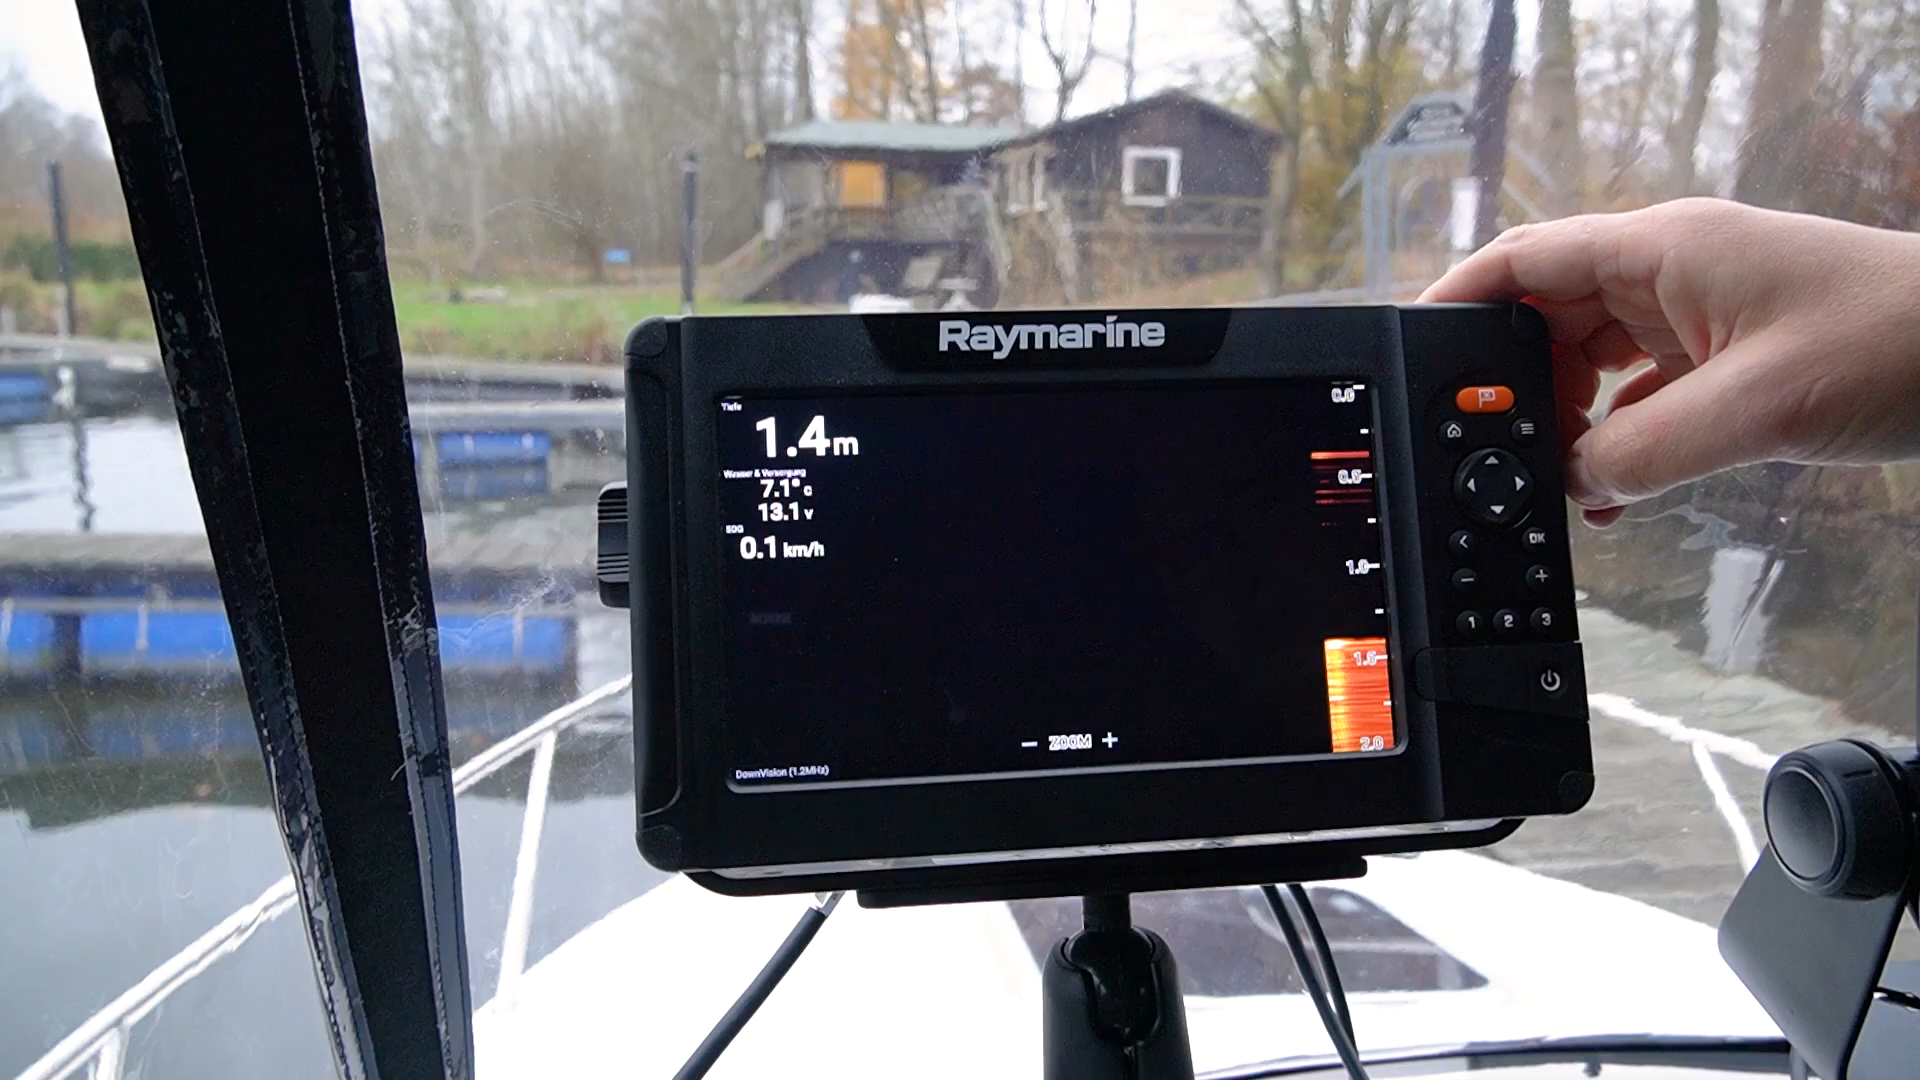 Raymarine
Tiefe
1.4m
Wasser & Versorgung
7.1° c
13.1 v
SOG
0.1 km/h
0.0
0.5
1.0
1.5
2.0
− ZOOM +
DownVision (1.2MHz)
OK
1 2 3